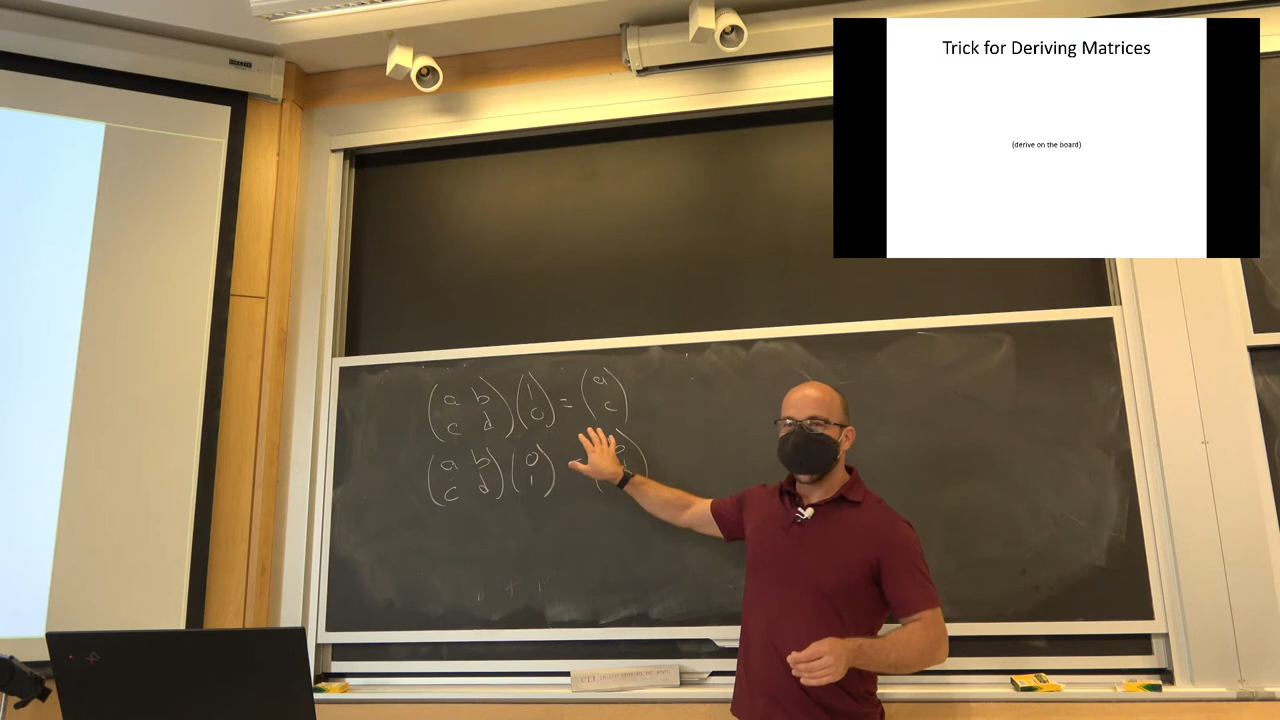 Trick for Deriving Matrices
(derive on the board)
(a b
c d) (1
0) = (a
c)
(a b
c d) (0
1)